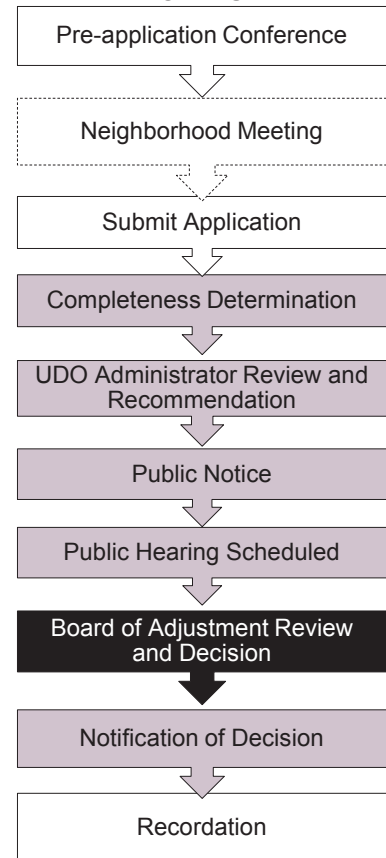 Pre-application Conference
Neighborhood Meeting
Submit Application
Completeness Determination
UDO Administrator Review and
Recommendation
Public Notice
Public Hearing Scheduled
Board of Adjustment Review
and Decision
Notification of Decision
Recordation